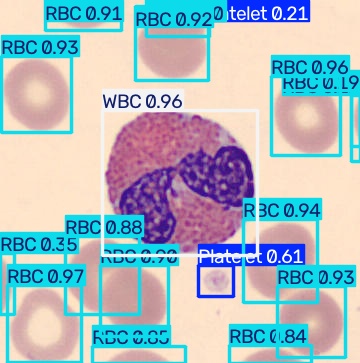 RBC 0.91
RBC 0.92
Platelet 0.21
RBC 0.93
RBC 0.96
WBC 0.96
RBC 0.88
RBC 0.94
RBC 0.35
RBC 0.90
Platelet 0.61
RBC 0.97
RBC 0.93
RBC 0.85
RBC 0.84